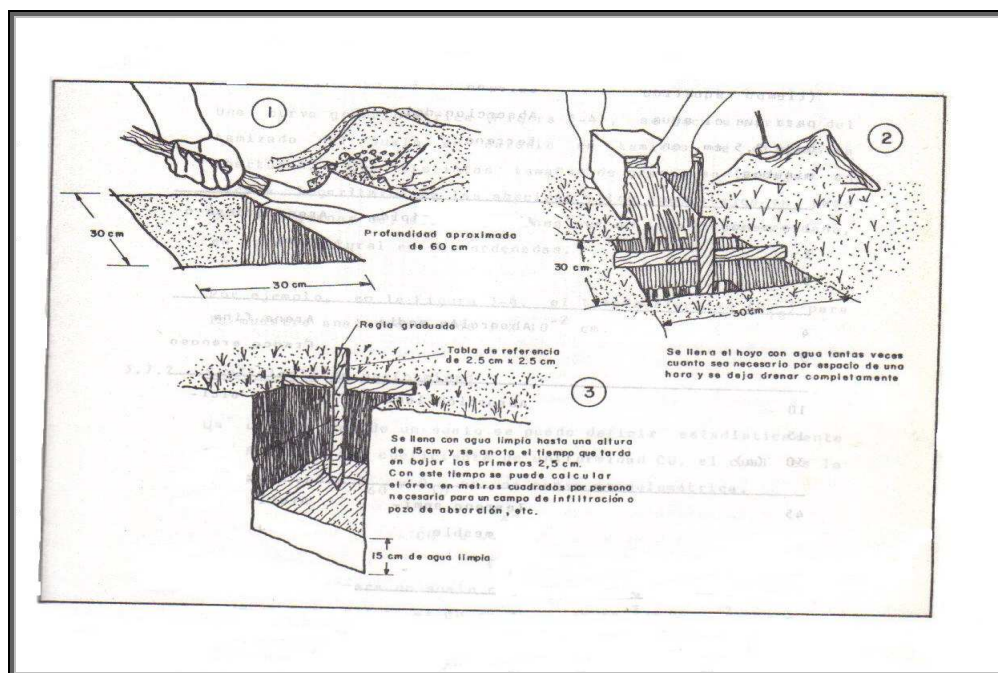 1
30 cm
Profundidad aproximada
de 60 cm
30 cm
2
30 cm
30 cm
Se llena el hoyo con agua tantas veces
cuanto sea necesario por espacio de una
hora y se deja drenar completamente
Regla graduada
Tabla de referencia
de 2.5 cm x 2.5 cm
3
Se llena con agua limpia hasta una altura
de 15 cm y se anota el tiempo que tarda
en bajar los primeros 2,5 cm.
Con este tiempo se puede calcular
el área en metros cuadrados por persona
necesaria para un campo de infiltración o
pozo de absorción, etc.
15 cm de agua limpia